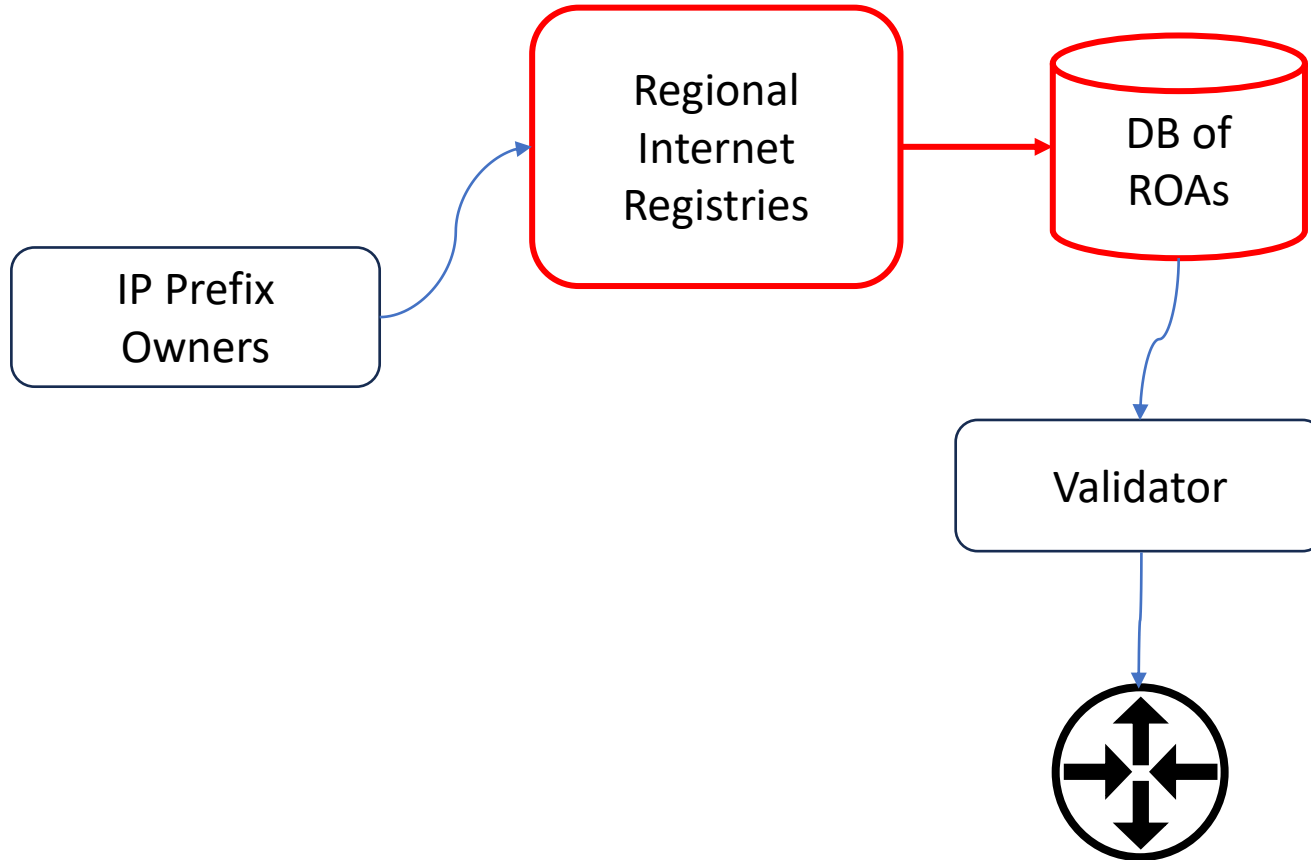 Regional
Internet
Registries
DB of
ROAs
IP Prefix
Owners
Validator